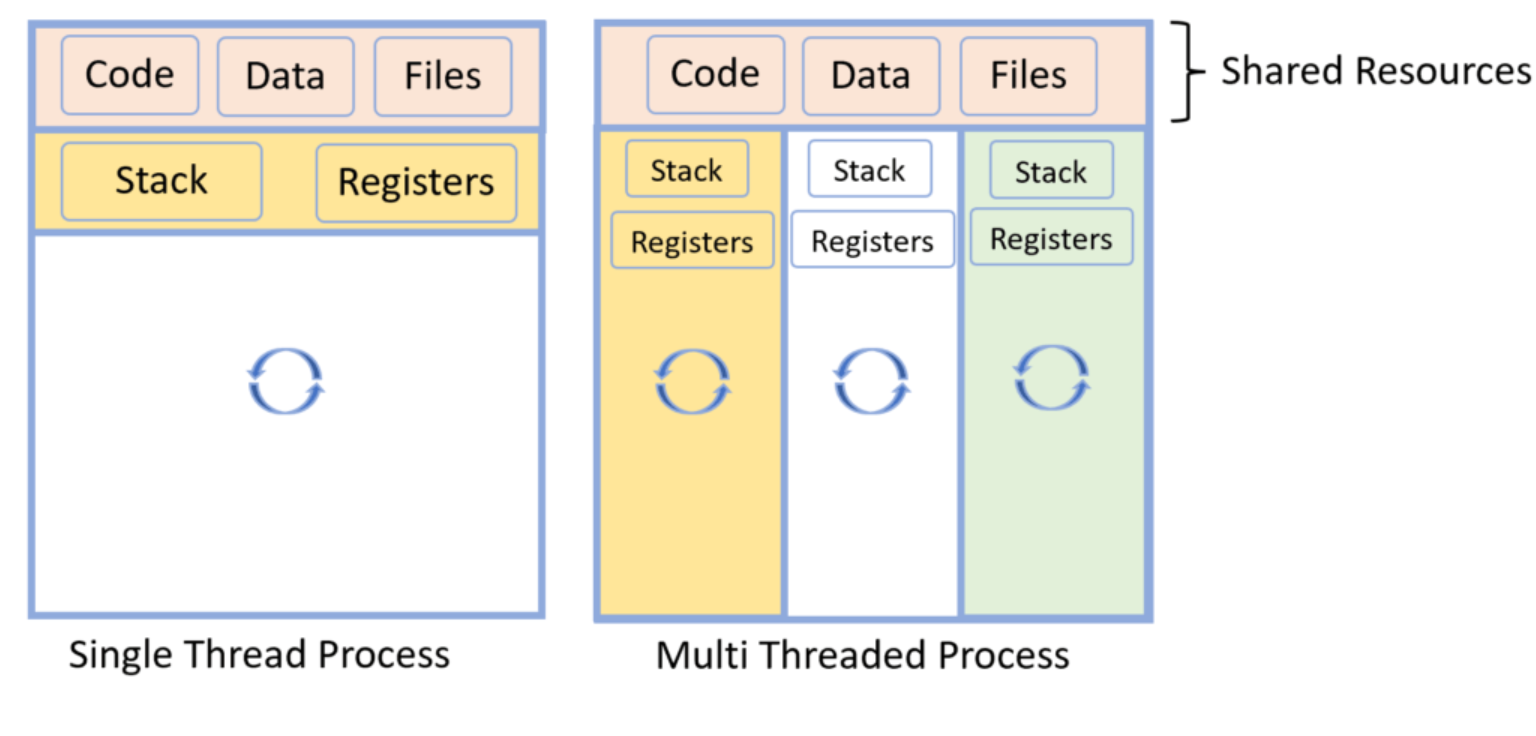 Code Data Files
Stack Registers
Single Thread Process
Code Data Files
Shared Resources
Stack Stack Stack
Registers Registers Registers
Multi Threaded Process